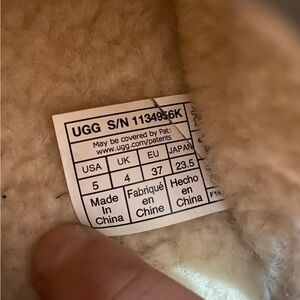 UGG S/N 1134956K
May be covered by Pat:
www.ugg.com/patents
USA UK EU JAPAN
5 4 37 23.5
Made in China
Fabriqué en Chine
Hecho en China